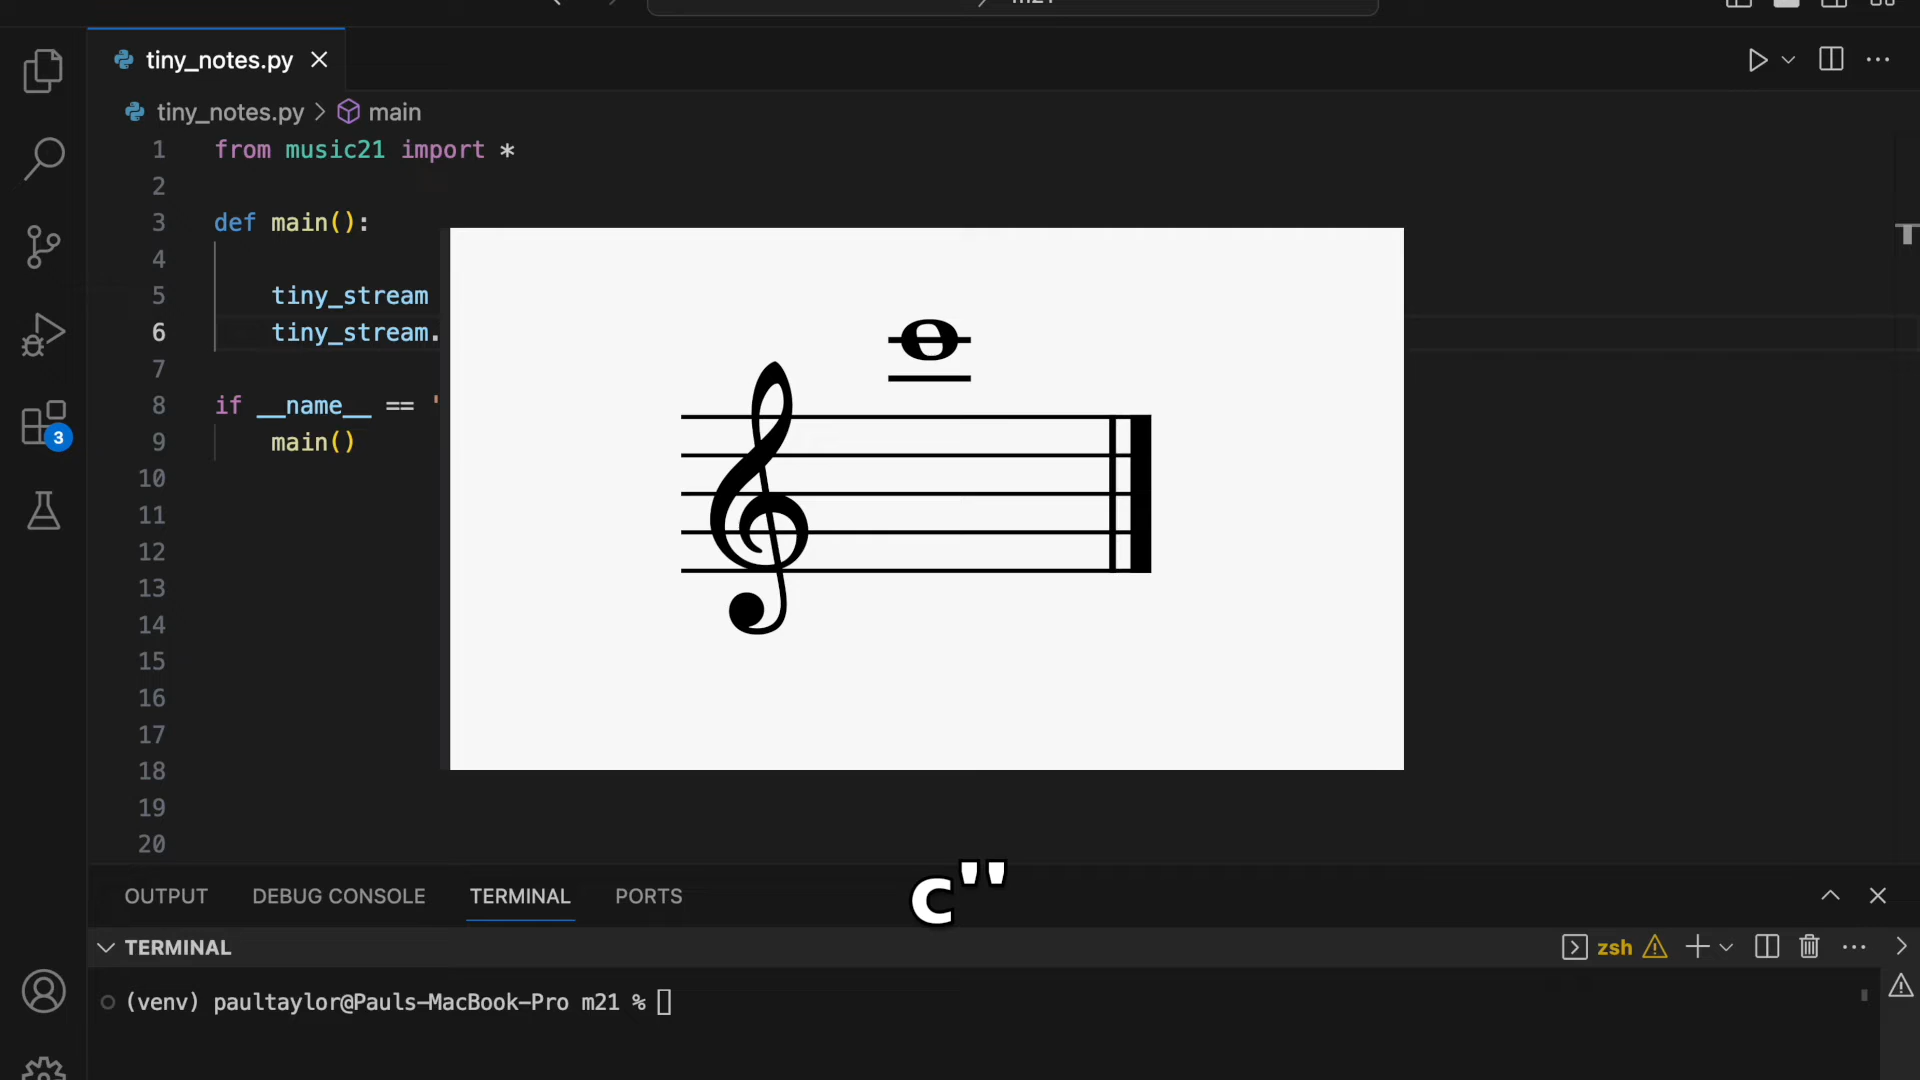 tiny_notes.py
tiny_notes.py > main
1 from music21 import *
2
3 def main():
4
5 tiny_stream
6 tiny_stream.
7
8 if __name__ == '
9 main()
10
11
12
13
14
15
16
17
18
19
20
3
c"
OUTPUT DEBUG CONSOLE TERMINAL PORTS
TERMINAL
zsh
(venv) paultaylor@Pauls-MacBook-Pro m21 %